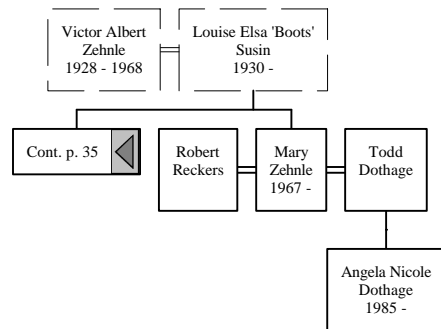 Victor Albert
Zehnle
1928 - 1968
Louise Elsa 'Boots'
Susin
1930 -
Cont. p. 35
Robert
Reckers
Mary
Zehnle
1967 -
Todd
Dothage
Angela Nicole
Dothage
1985 -